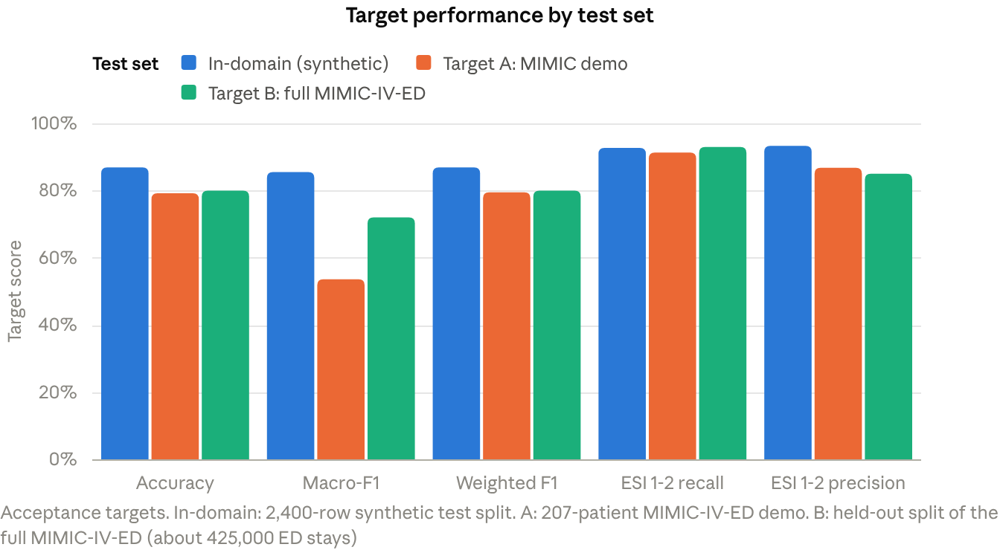 Target performance by test set
Test set In-domain (synthetic) Target A: MIMIC demo
Target B: full MIMIC-IV-ED
100%
80%
60%
40%
20%
0%
Target score
Accuracy Macro-F1 Weighted F1 ESI 1-2 recall ESI 1-2 precision
Acceptance targets. In-domain: 2,400-row synthetic test split. A: 207-patient MIMIC-IV-ED demo. B: held-out split of the
full MIMIC-IV-ED (about 425,000 ED stays)